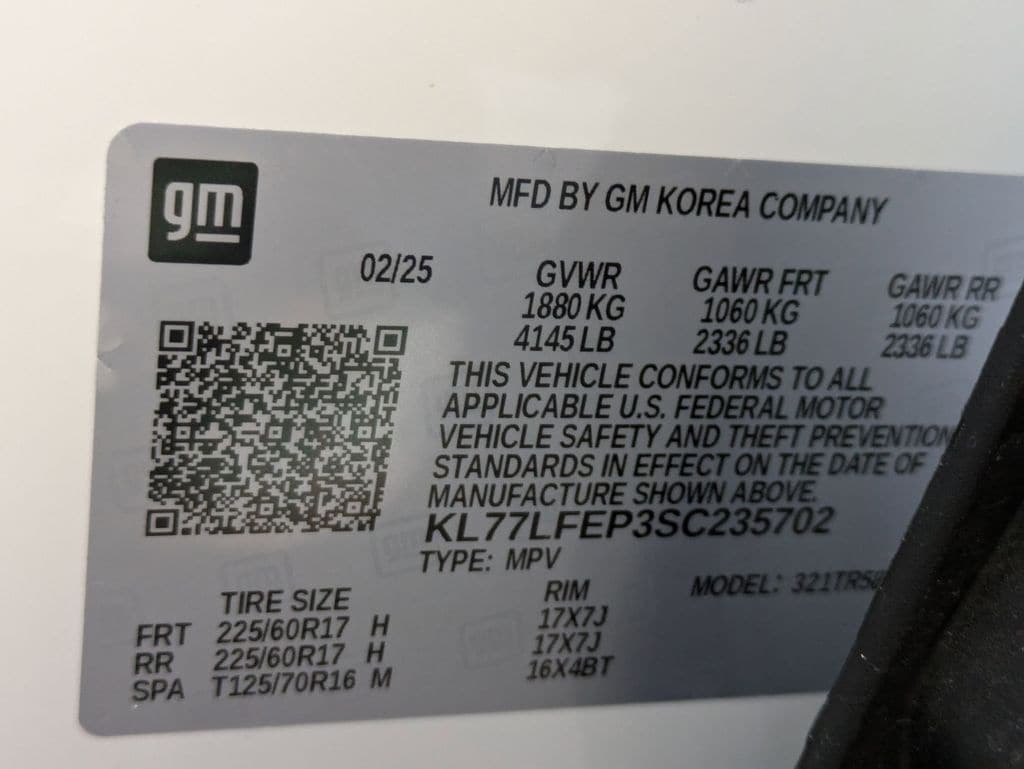 gm
MFD BY GM KOREA COMPANY
02/25 GVWR GAWR FRT GAWR RR
1880 KG 1060 KG 1060 KG
4145 LB 2336 LB 2336 LB
THIS VEHICLE CONFORMS TO ALL
APPLICABLE U.S. FEDERAL MOTOR
VEHICLE SAFETY AND THEFT PREVENTION
STANDARDS IN EFFECT ON THE DATE OF
MANUFACTURE SHOWN ABOVE.
KL77LFEP3SC235702
TYPE: MPV MODEL:
TIRE SIZE RIM
FRT 225/60R17 H 17X7J
RR 225/60R17 H 17X7J
SPA T125/70R16 M 16X4BT